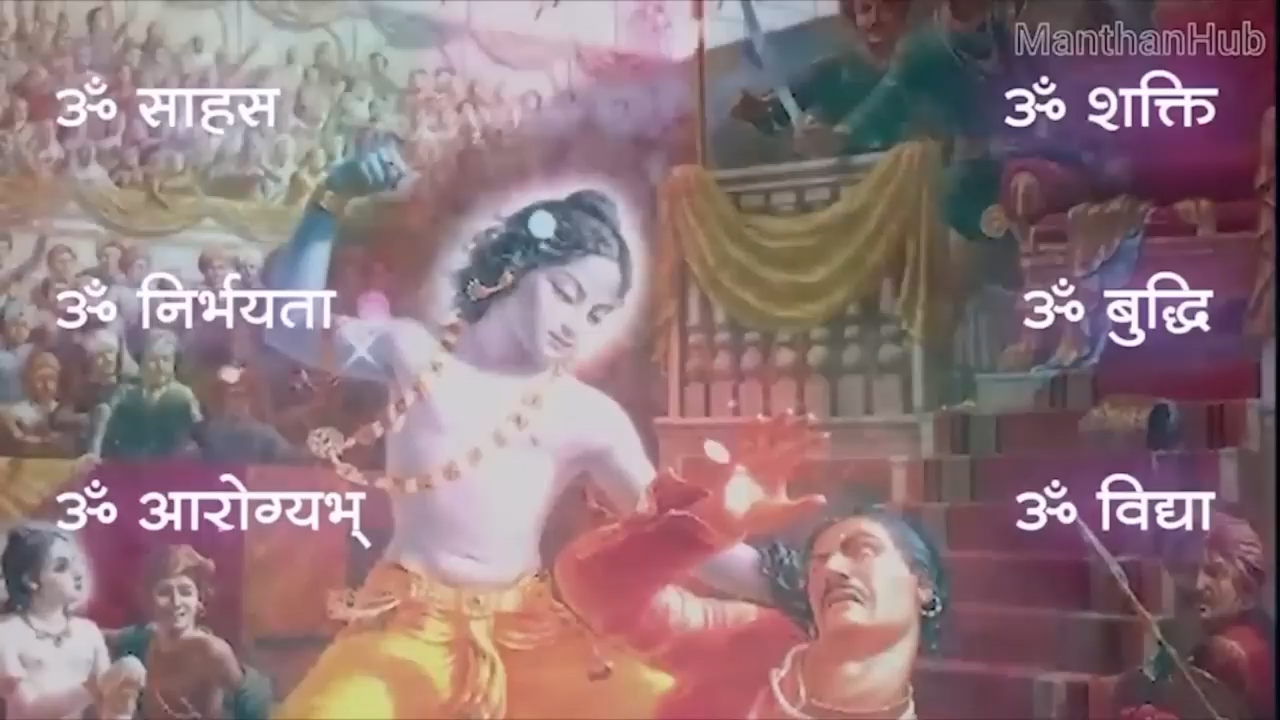 ManthanHub
ॐ साहस
ॐ शक्ति
ॐ निर्भयता
ॐ बुद्धि
ॐ आरोग्यभ्
ॐ विद्या